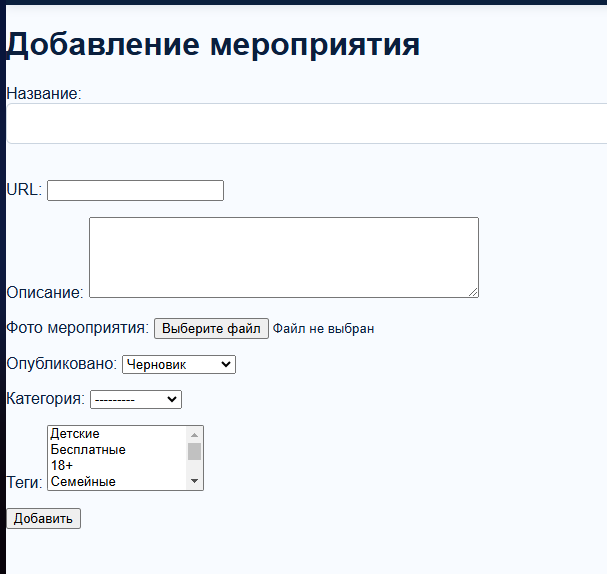 Добавление мероприятия
Название:
URL:
Описание:
Фото мероприятия: Выберите файл Файл не выбран
Опубликовано: Черновик
Категория: ---------
Детские
Бесплатные
18+
Теги: Семейные
Добавить